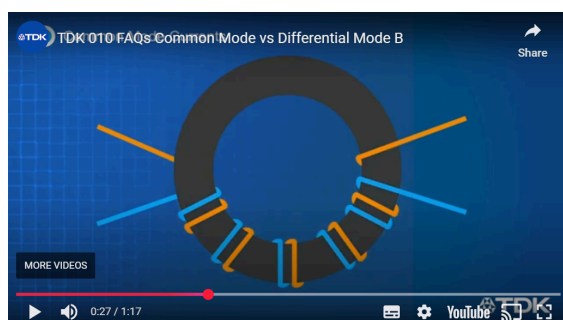 TDK
TDK 010 FAQs Common Mode vs Differential Mode B
Share
MORE VIDEOS
0:27 / 1:17
YouTube
TDK